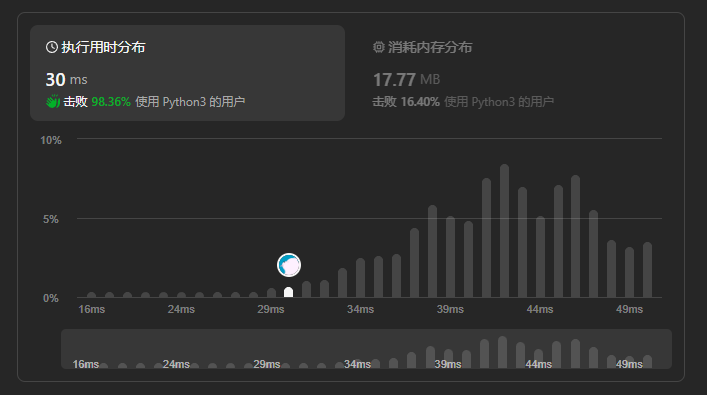 执行用时分布
30 ms
击败 98.36% 使用 Python3 的用户
消耗内存分布
17.77 MB
击败 16.40% 使用 Python3 的用户
10%
5%
0%
16ms 24ms 29ms 34ms 39ms 44ms 49ms
16ms 24ms 29ms 34ms 39ms 44ms 49ms